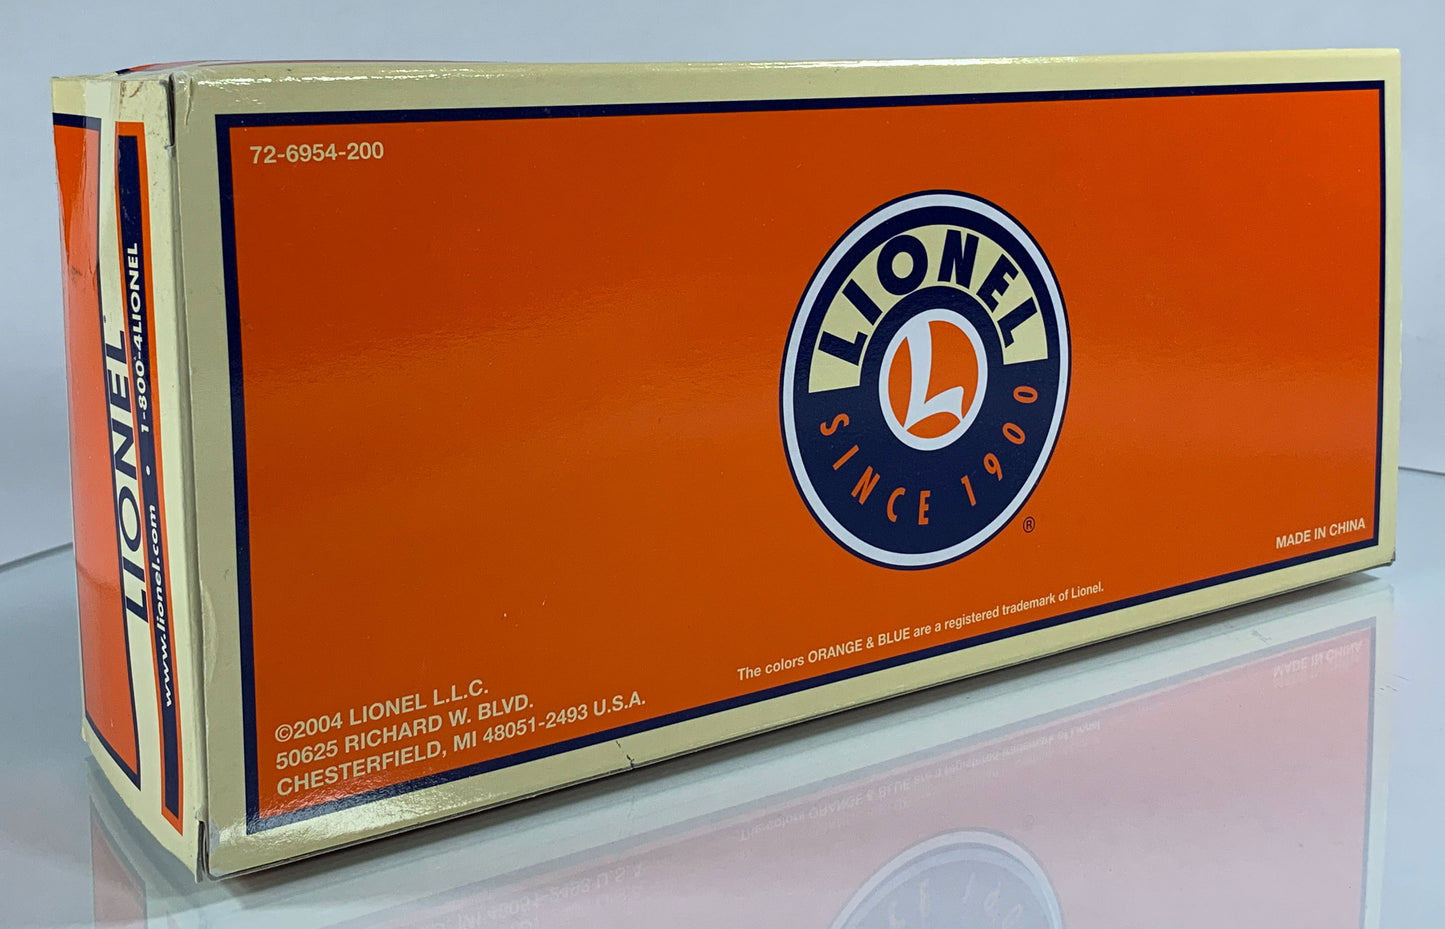 72-6954-200
LIONEL
L
SINCE 1900
®
MADE IN CHINA
The colors ORANGE & BLUE are a registered trademark of Lionel.
©2004 LIONEL L.L.C.
50625 RICHARD W. BLVD.
CHESTERFIELD, MI 48051-2493 U.S.A.
LIONEL
www.lionel.com • 1-800-4LIONEL